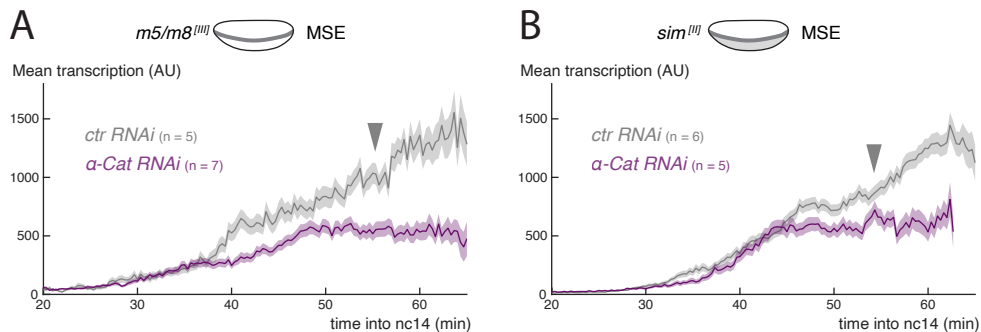 A
m5/m8 [III] MSE
Mean transcription (AU)
1500
1000
500
0
ctr RNAi (n = 5)
α-Cat RNAi (n = 7)
20 30 40 50 60
time into nc14 (min)
B
sim [II] MSE
Mean transcription (AU)
1500
1000
500
0
ctr RNAi (n = 6)
α-Cat RNAi (n = 5)
20 30 40 50 60
time into nc14 (min)